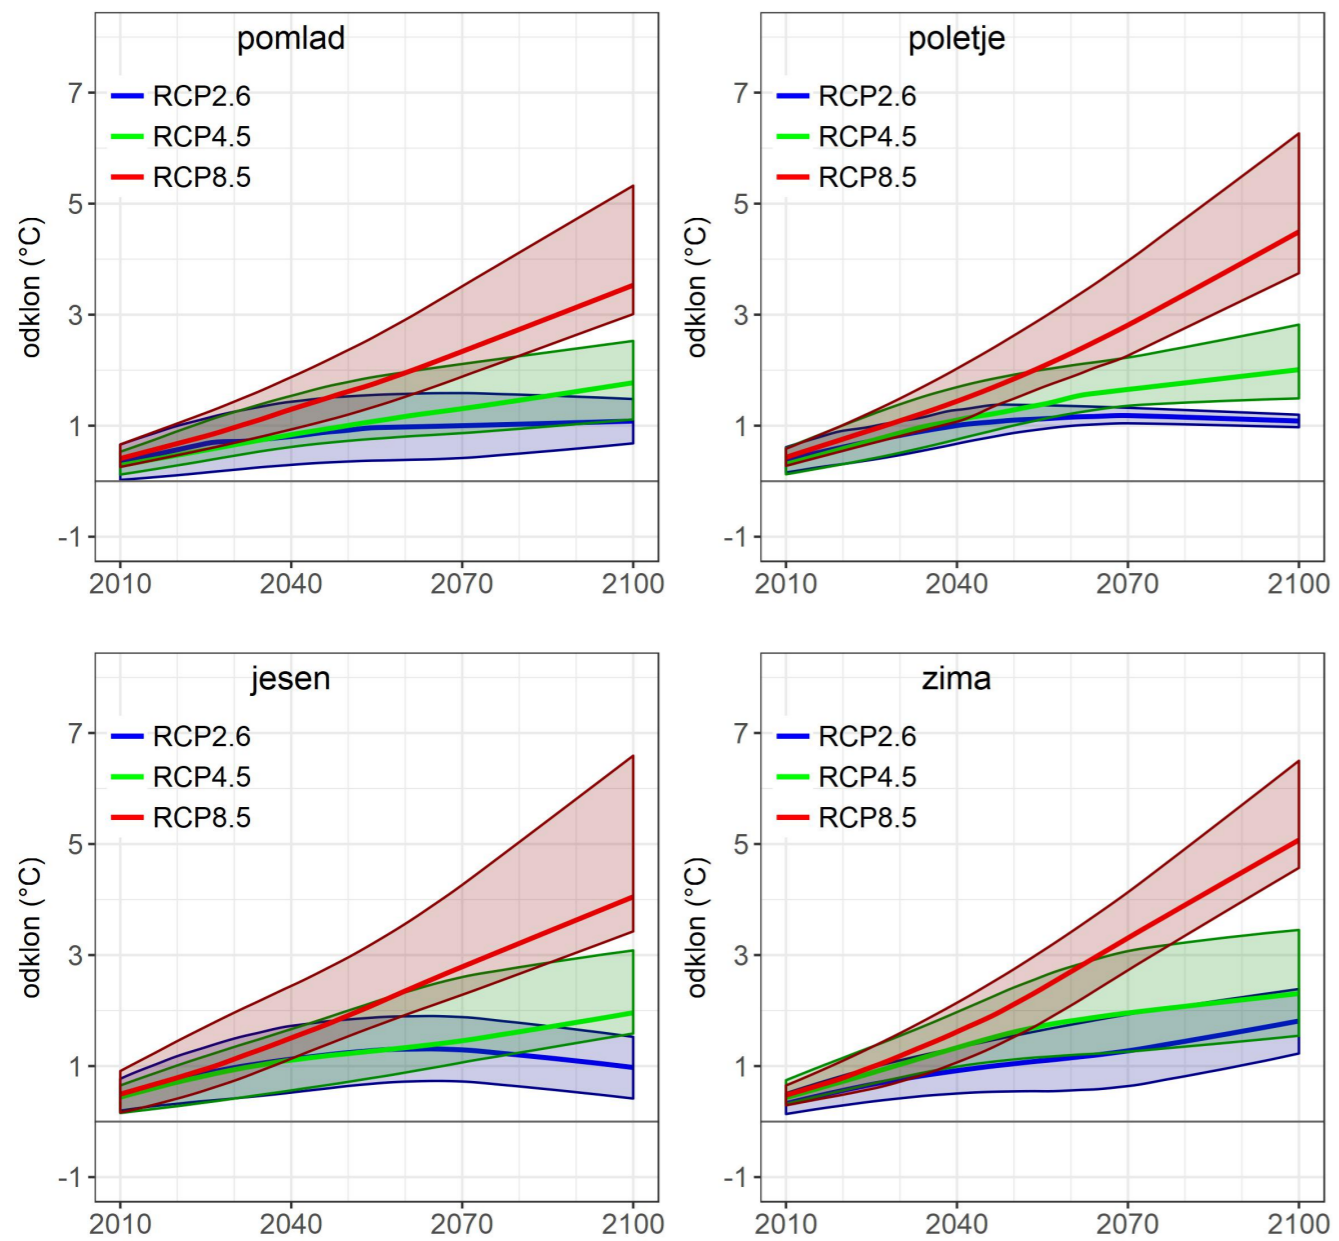 pomlad
RCP2.6
RCP4.5
RCP8.5
odklon (°C)
7
5
3
1
-1
2010 2040 2070 2100
poletje
RCP2.6
RCP4.5
RCP8.5
odklon (°C)
7
5
3
1
-1
2010 2040 2070 2100
jesen
RCP2.6
RCP4.5
RCP8.5
odklon (°C)
7
5
3
1
-1
2010 2040 2070 2100
zima
RCP2.6
RCP4.5
RCP8.5
odklon (°C)
7
5
3
1
-1
2010 2040 2070 2100